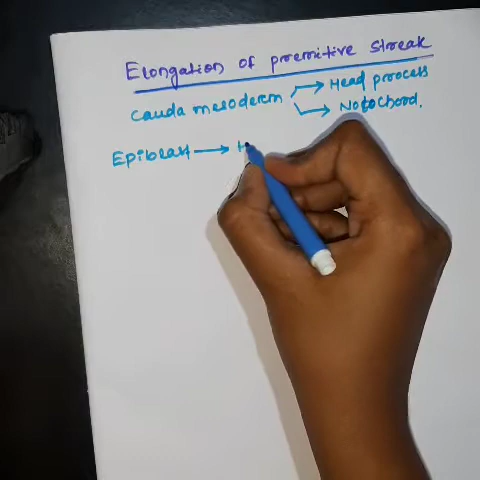 Elongation of premitive streak
Cauda mesoderm → Head process
→ Notochord.
Epiblast → H